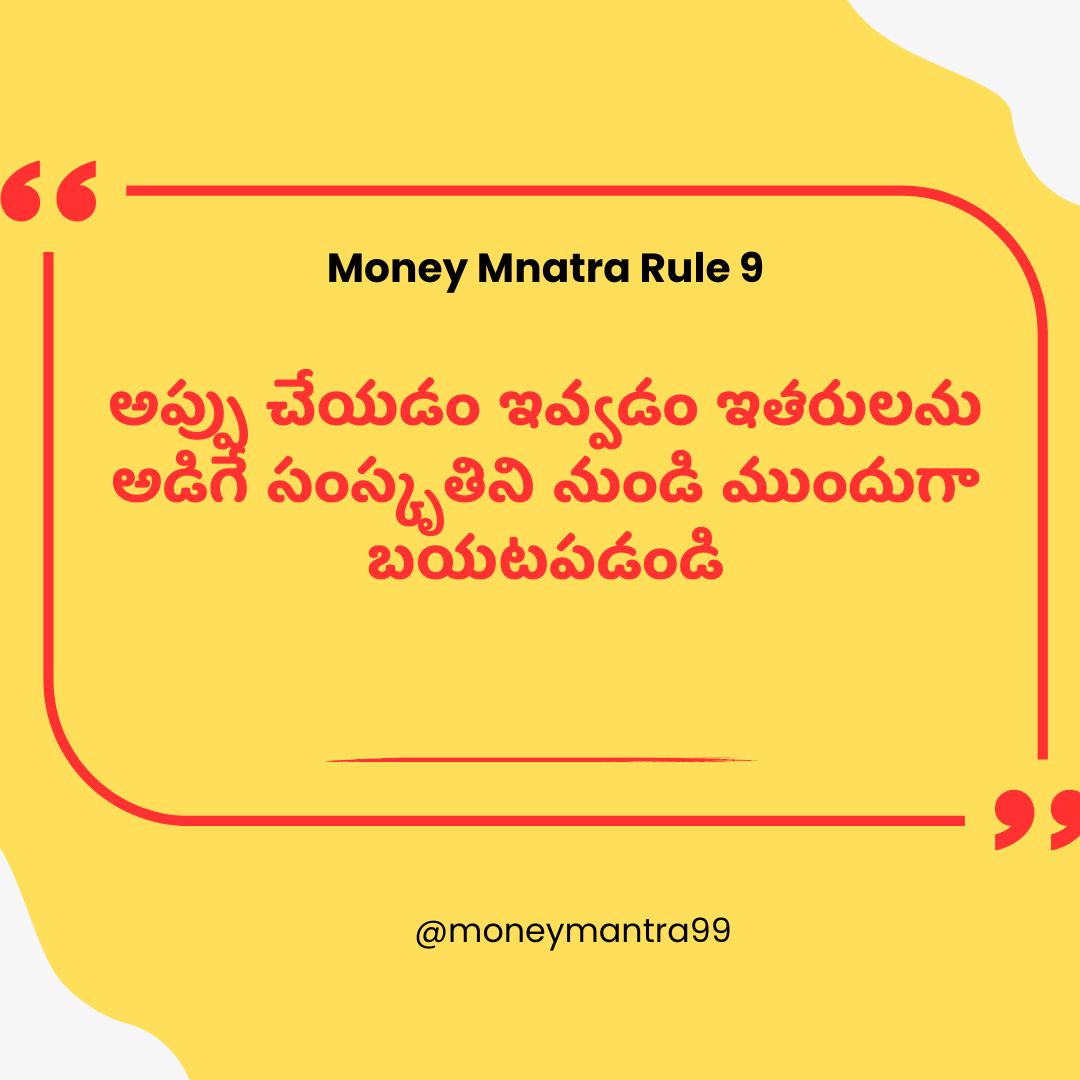 Money Mnatra Rule 9
అప్పు చేయడం ఇవ్వడం ఇతరులను
అడిగే సంస్కృతిని నుండి ముందుగా
బయటపడండి
@moneymantra99